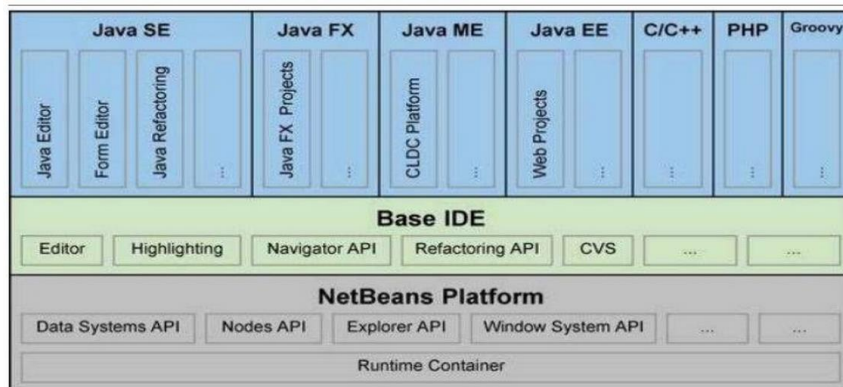 Java SE Java FX Java ME Java EE C/C++ PHP Groovy
Java Editor
Form Editor
Java Refactoring
...
Java FX Projects
...
CLDC Platform
...
Web Projects
...
...
...
...
Base IDE
Editor Highlighting Navigator API Refactoring API CVS ... ...
NetBeans Platform
Data Systems API Nodes API Explorer API Window System API ... ...
Runtime Container